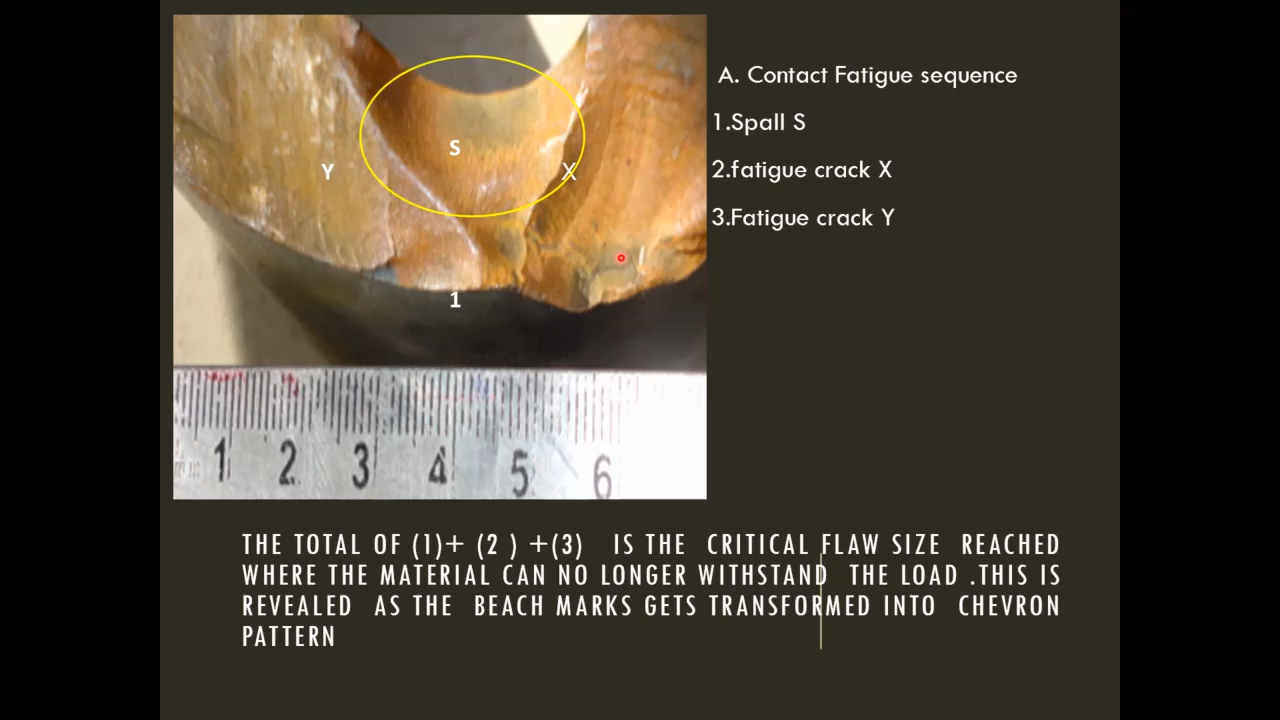 A. Contact Fatigue sequence
1.Spall S
2.fatigue crack X
3.Fatigue crack Y
S
Y
X
1
1 2 3 4 5 6
THE TOTAL OF (1)+ (2 ) +(3) IS THE CRITICAL FLAW SIZE REACHED
WHERE THE MATERIAL CAN NO LONGER WITHSTAND THE LOAD .THIS IS
REVEALED AS THE BEACH MARKS GETS TRANSFORMED INTO CHEVRON
PATTERN